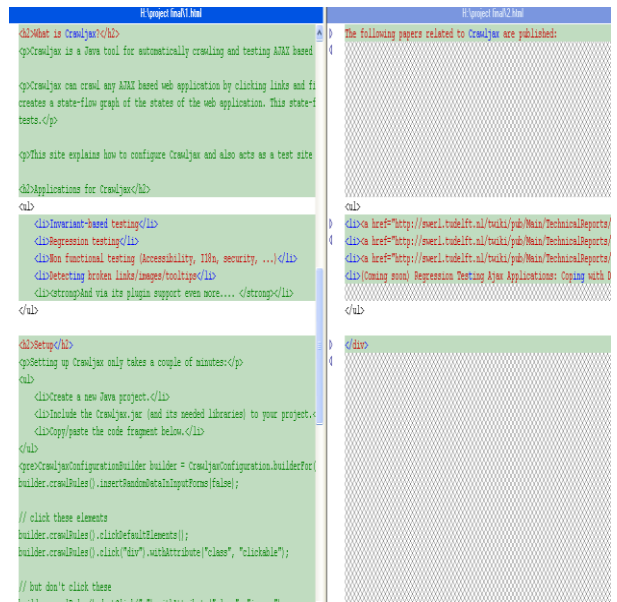 H:\project final\1.html
<h2>What is Crawljax?</h2>
<p>Crawljax is a Java tool for automatically crawling and testing AJAX based
<p>Crawljax can crawl any AJAX based web application by clicking links and fi
creates a state-flow graph of the states of the web application. This state-f
tests.</p>
<p>This site explains how to configure Crawljax and also acts as a test site
<h2>Applications for Crawljax</h2>
<ul>
<li>Invariant-based testing</li>
<li>Regression testing</li>
<li>Non functional testing (Accessibility, I18n, security, ...)</li>
<li>Detecting broken links/images/tooltips</li>
<li><strong>And via its plugin support even more.... </strong></li>
</ul>
<h2>Setup</h2>
<p>Setting up Crawljax only takes a couple of minutes:</p>
<ul>
<li>Create a new Java project.</li>
<li>Include the Crawljax.jar (and its needed libraries) to your project.<
<li>Copy/paste the code fragment below.</li>
</ul>
<pre>CrawljaxConfigurationBuilder builder = CrawljaxConfiguration.builderFor(
builder.crawlRules().insertRandomDataInInputForms(false);
// click these elements
builder.crawlRules().clickDefaultElements();
builder.crawlRules().click("div").withAttribute("class", "clickable");
// but don't click these
H:\project final\2.html
The following papers related to Crawljax are published:
<ul>
<li><a href="http://swerl.tudelft.nl/twiki/pub/Main/TechnicalReports/
<li><a href="http://swerl.tudelft.nl/twiki/pub/Main/TechnicalReports/
<li><a href="http://swerl.tudelft.nl/twiki/pub/Main/TechnicalReports/
<li>(Coming soon) Regression Testing Ajax Applications: Coping with D
</ul>
</div>